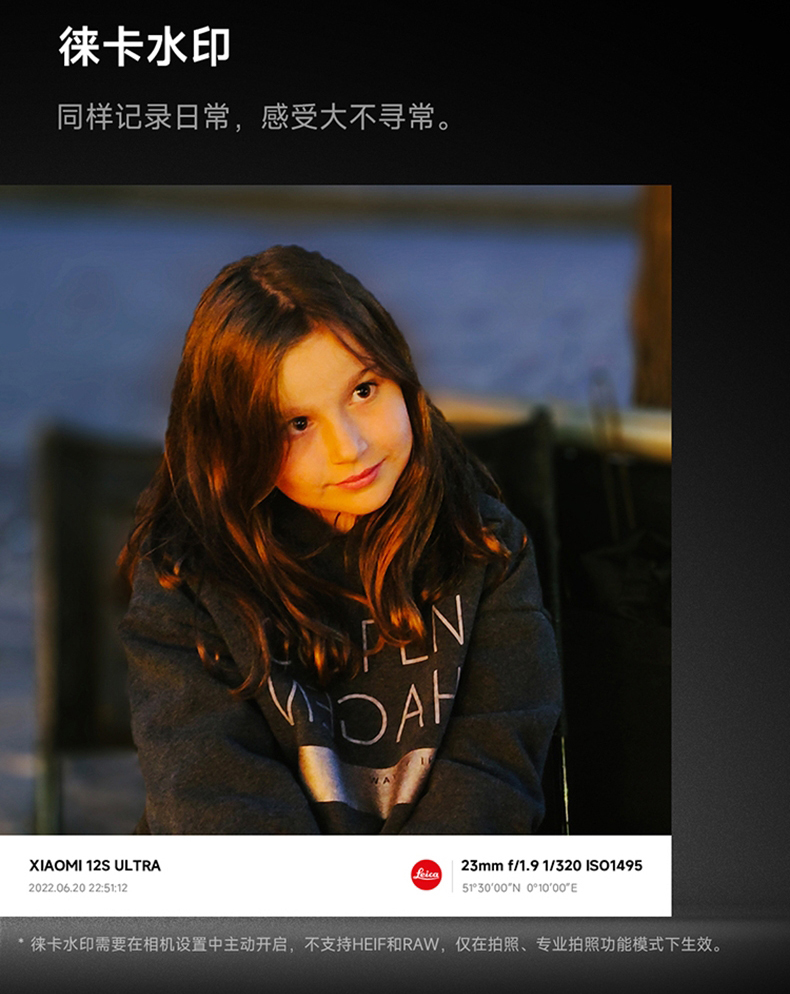 徕卡水印
同样记录日常，感受大不寻常。
PEN
XIAOMI 12S ULTRA
2022.06.20 22:51:12
Leica
23mm f/1.9 1/320 ISO1495
51°30'00"N 0°10'00"E
* 徕卡水印需要在相机设置中主动开启，不支持HEIF和RAW，仅在拍照、专业拍照功能模式下生效。